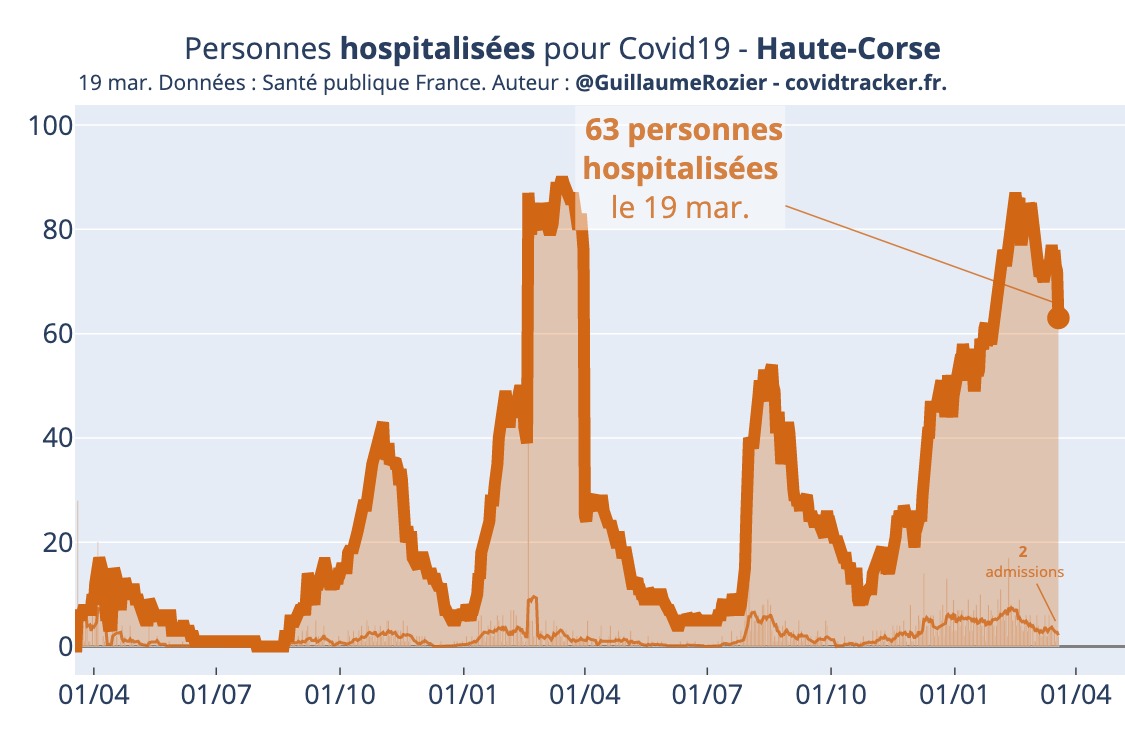 Personnes hospitalisées pour Covid19 - Haute-Corse
19 mar. Données : Santé publique France. Auteur : @GuillaumeRozier - covidtracker.fr.
63 personnes
hospitalisées
le 19 mar.
100
80
60
40
20
0
2
admissions
01/04 01/07 01/10 01/01 01/04 01/07 01/10 01/01 01/04